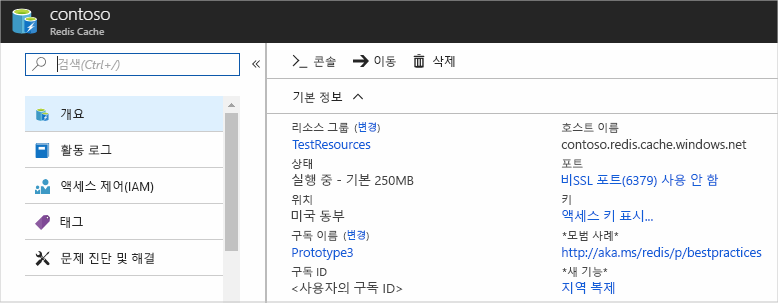 contoso
Redis Cache
검색(Ctrl+/)
«
개요
활동 로그
액세스 제어(IAM)
태그
문제 진단 및 해결
콘솔 이동 삭제
기본 정보
리소스 그룹 (변경)
TestResources
상태
실행 중 - 기본 250MB
위치
미국 동부
구독 이름 (변경)
Prototype3
구독 ID
<사용자의 구독 ID>
호스트 이름
contoso.redis.cache.windows.net
포트
비SSL 포트(6379) 사용 안 함
키
액세스 키 표시...
*모범 사례*
http://aka.ms/redis/p/bestpractices
*새 기능*
지역 복제